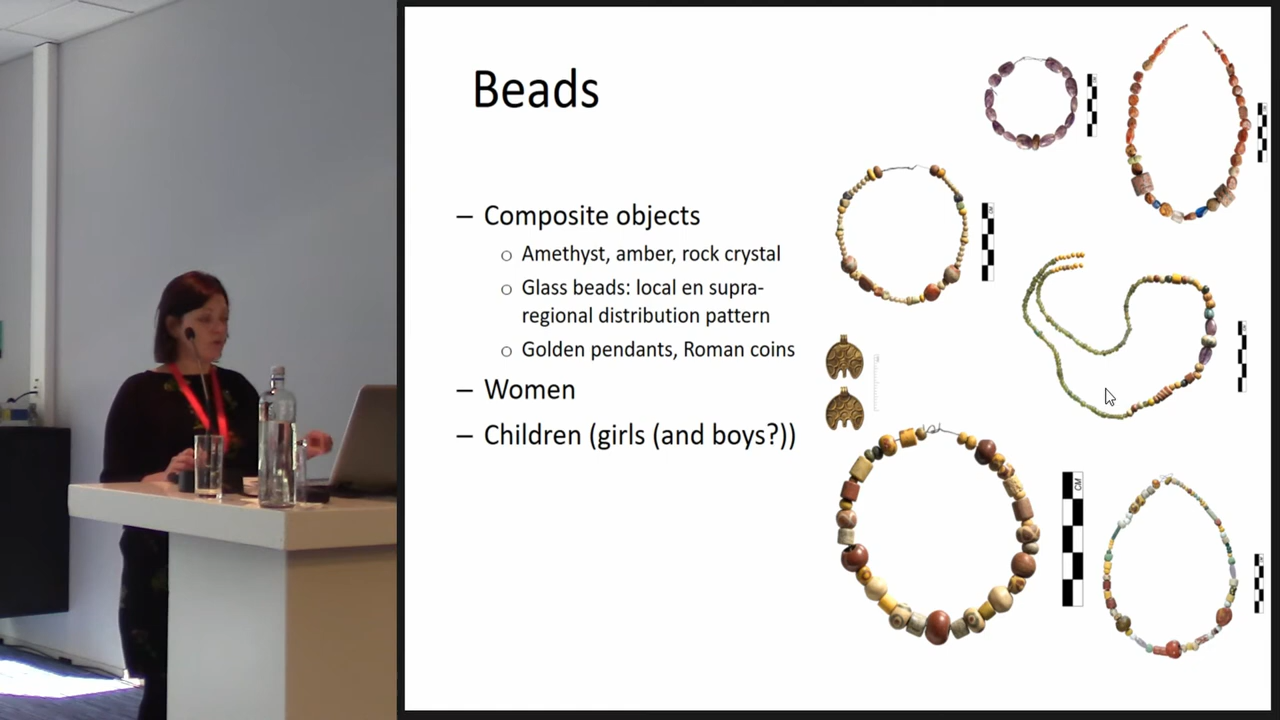 Beads
– Composite objects
○ Amethyst, amber, rock crystal
○ Glass beads: local en supra-
regional distribution pattern
○ Golden pendants, Roman coins
– Women
– Children (girls (and boys?))
CM